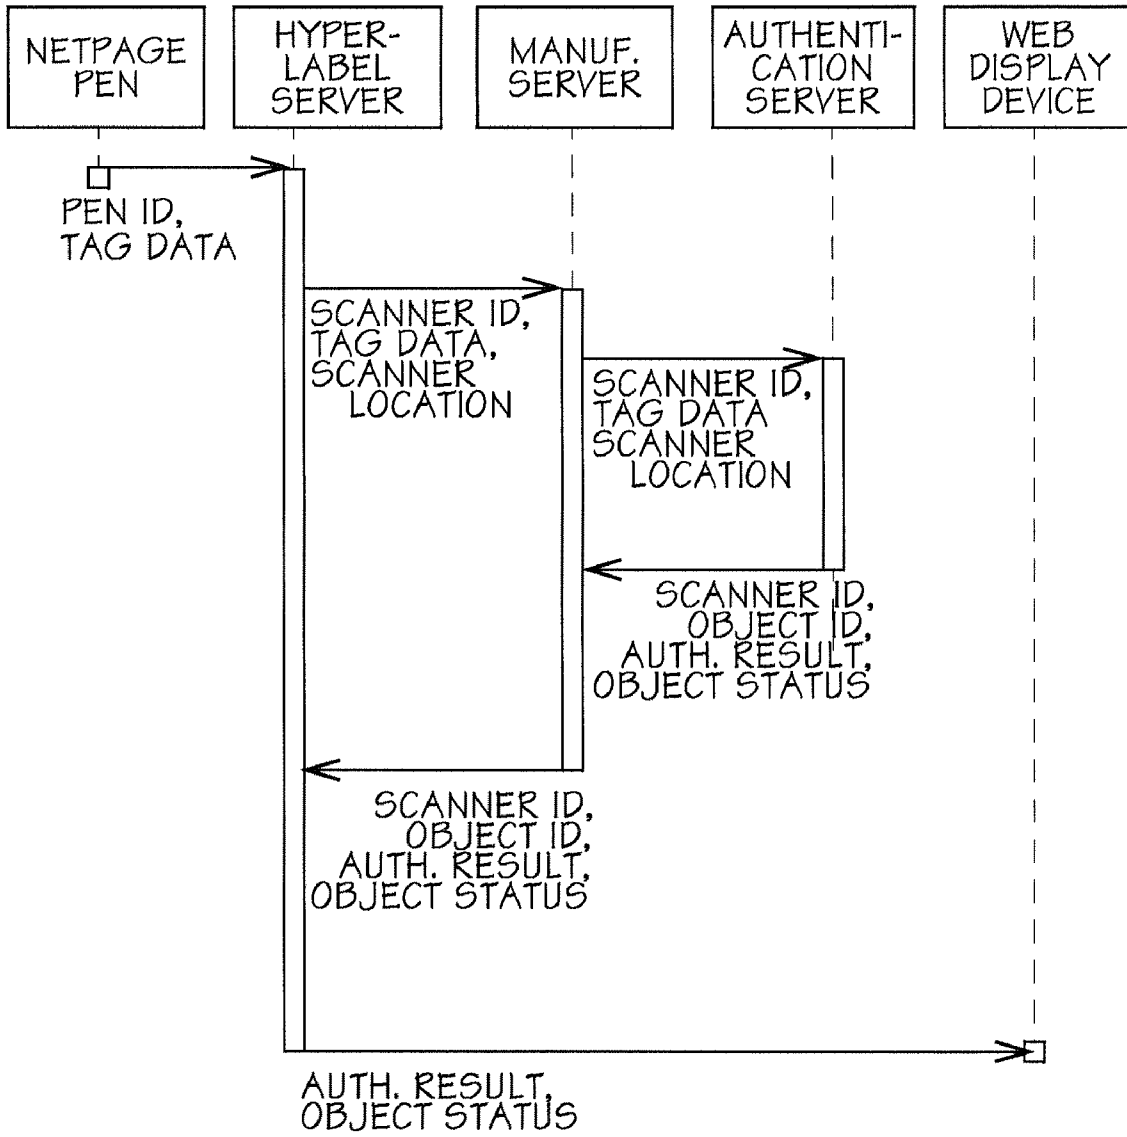 NETPAGE
PEN
HYPER-
LABEL
SERVER
MANUF.
SERVER
AUTHENTI-
CATION
SERVER
WEB
DISPLAY
DEVICE
PEN ID,
TAG DATA
SCANNER ID,
TAG DATA,
SCANNER
LOCATION
SCANNER ID,
TAG DATA
SCANNER
LOCATION
SCANNER ID,
OBJECT ID,
AUTH. RESULT,
OBJECT STATUS
SCANNER ID,
OBJECT ID,
AUTH. RESULT,
OBJECT STATUS
AUTH. RESULT,
OBJECT STATUS